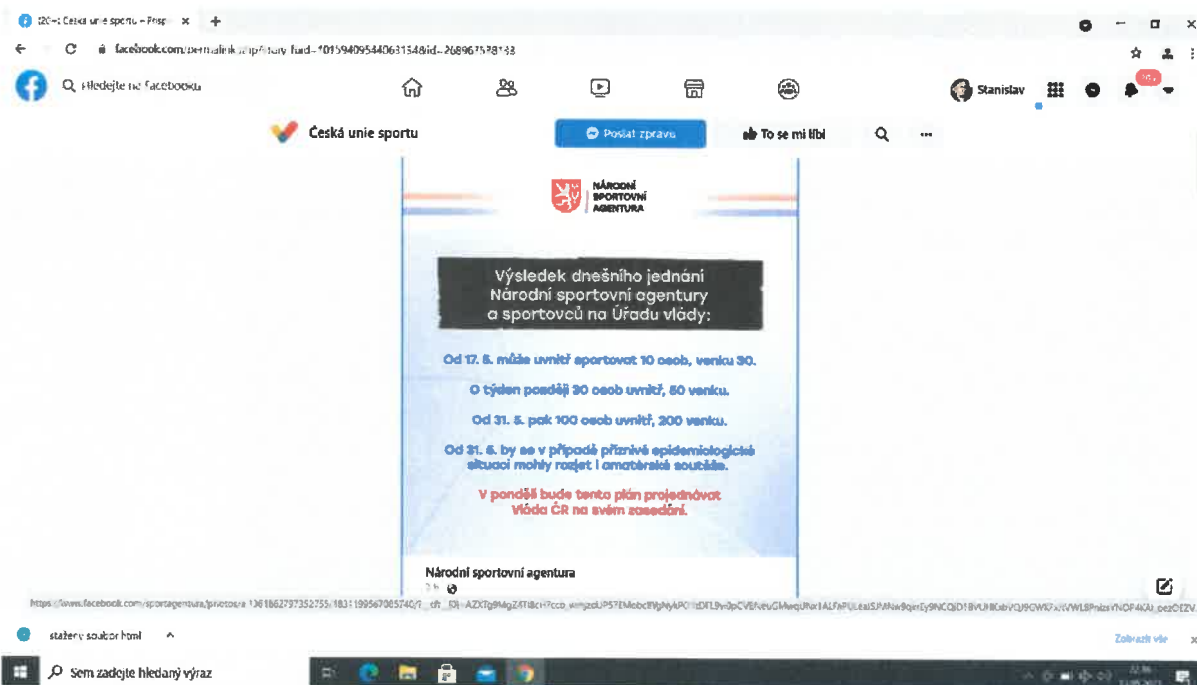 Česká unie sportu
Stanislav
Česká unie sportu
Poslat zprávu
To se mi líbí
NÁRODNÍ
SPORTOVNÍ
AGENTURA
Výsledek dnešního jednání
Národní sportovní agentury
a sportovců na Úřadu vlády:
Od 17. 5. může uvnitř sportovat 10 osob, venku 30.
O týden později 30 osob uvnitř, 50 venku.
Od 31. 5. pak 100 osob uvnitř, 200 venku.
Od 31. 5. by se v případě příznivé epidemiologické
situaci mohly rozjet i amatérské soutěže.
V pondělí bude tento plán projednávat
Vláda ČR na svém zasedání.
Národní sportovní agentura
stažený soubor html
Zobrazit vše
Sem zadejte hledaný výraz